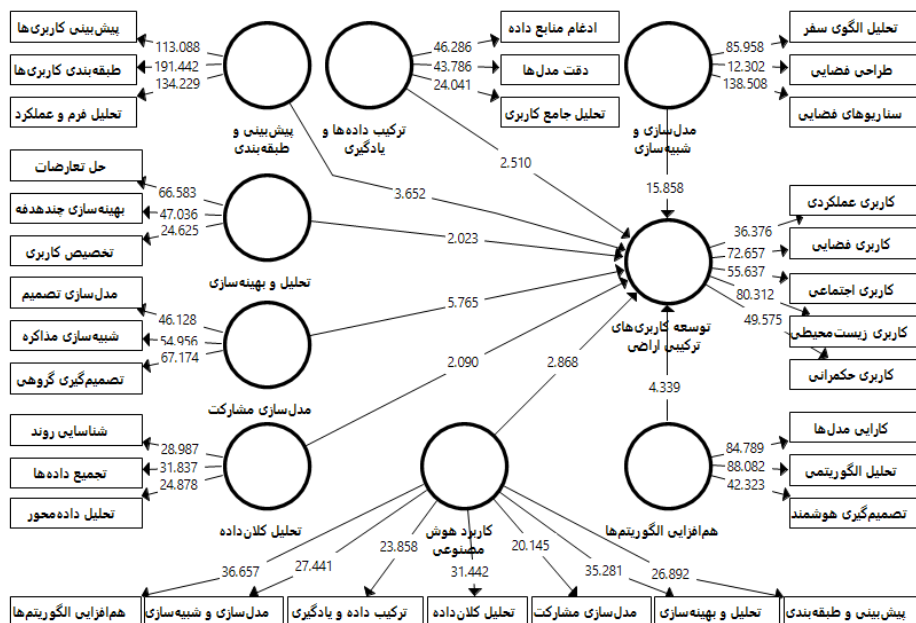 پیش‌بینی کاربری‌ها
طبقه‌بندی کاربری‌ها
تحلیل فرم و عملکرد
113.088
191.442
134.229
پیش‌بینی و
طبقه‌بندی
ادغام منابع داده
دقت مدل‌ها
تحلیل جامع کاربری
46.286
43.786
24.041
ترکیب داده‌ها و
یادگیری
تحلیل الگوی سفر
طراحی فضایی
سناریوهای فضایی
85.958
12.302
138.508
مدل‌سازی و
شبیه‌سازی
3.652
2.510
15.858
حل تعارضات
بهینه‌سازی چندهدفه
تخصیص کاربری
66.583
47.036
24.625
تحلیل و بهینه‌سازی
2.023
کاربری عملکردی
کاربری فضایی
کاربری اجتماعی
کاربری زیست‌محیطی
کاربری حکمرانی
36.376
72.657
55.637
80.312
49.575
توسعه کاربری‌های
ترکیبی اراضی
مدل‌سازی تصمیم
شبیه‌سازی مذاکره
تصمیم‌گیری گروهی
46.128
54.956
67.174
مدل‌سازی مشارکت
5.765
2.090
2.868
4.339
شناسایی روند
تجمیع داده‌ها
تحلیل داده‌محور
28.987
31.837
24.878
تحلیل کلان‌داده
کاربرد هوش
مصنوعی
کارایی مدل‌ها
تحلیل الگوریتمی
تصمیم‌گیری هوشمند
84.789
88.082
42.323
هم‌افزایی الگوریتم‌ها
36.657
27.441
23.858
31.442
20.145
35.281
26.892
هم‌افزایی الگوریتم‌ها
مدل‌سازی و شبیه‌سازی
ترکیب داده و یادگیری
تحلیل کلان‌داده
مدل‌سازی مشارکت
تحلیل و بهینه‌سازی
پیش‌بینی و طبقه‌بندی